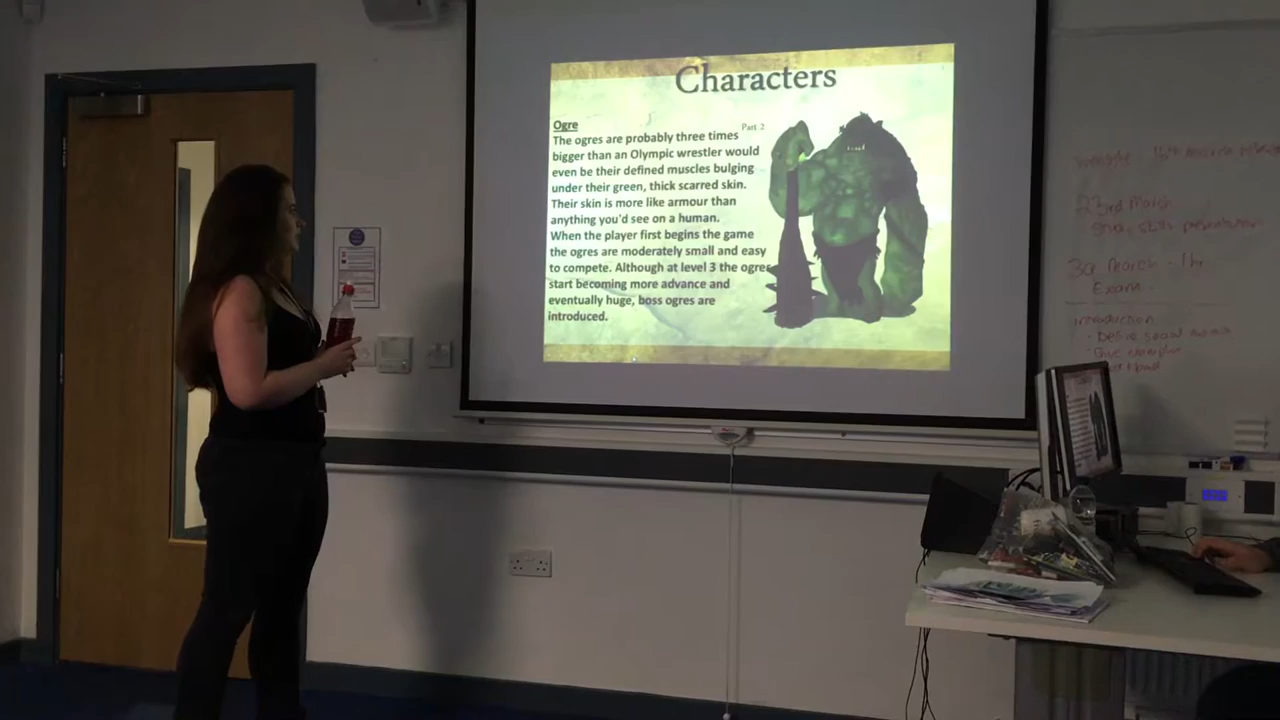 Characters
Part 2
Ogre
The ogres are probably three times
bigger than an Olympic wrestler would
even be their defined muscles bulging
under their green, thick scarred skin.
Their skin is more like armour than
anything you'd see on a human.
When the player first begins the game
the ogres are moderately small and easy
to compete. Although at level 3 the ogres
start becoming more advance and
eventually huge, boss ogres are
introduced.
16th March
23rd March
March - 1hr
Exam
introduction